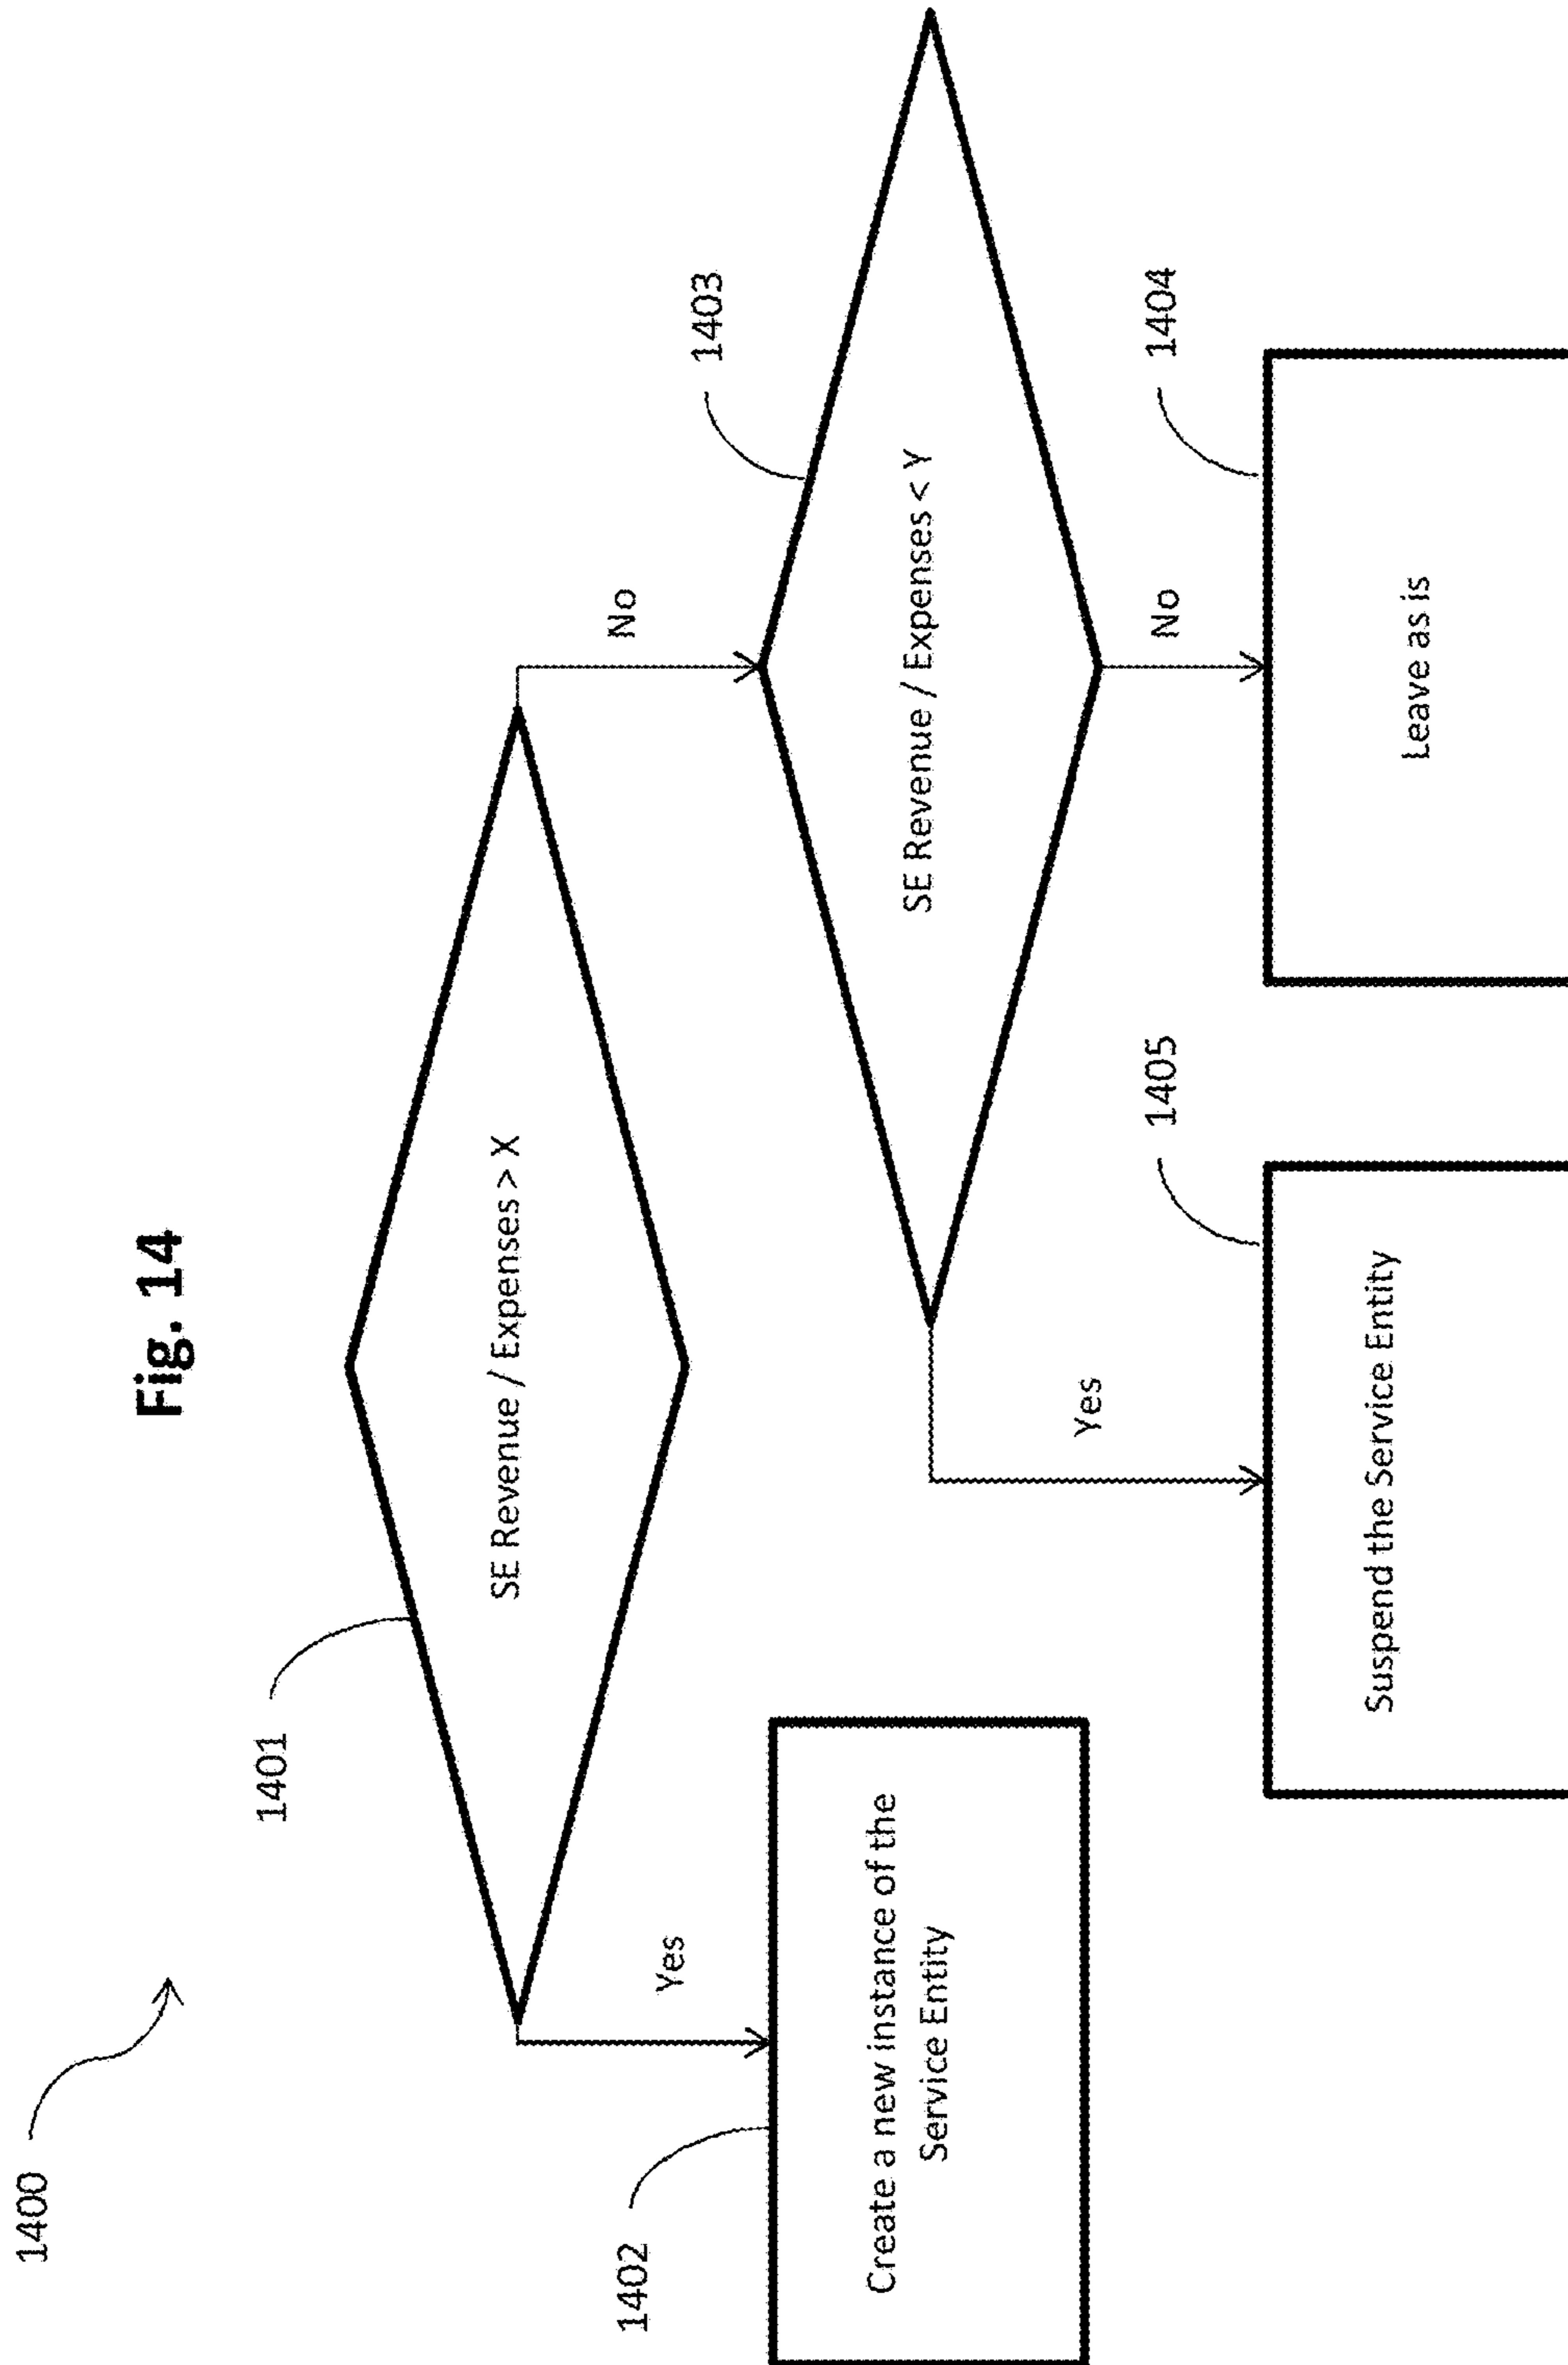 1400
Fig. 14
1401
SE Revenue / Expenses > X
Yes
No
1402
Create a new instance of the
Service Entity
1403
SE Revenue / Expenses < Y
Yes
No
1405
Suspend the Service Entity
1404
Leave as is